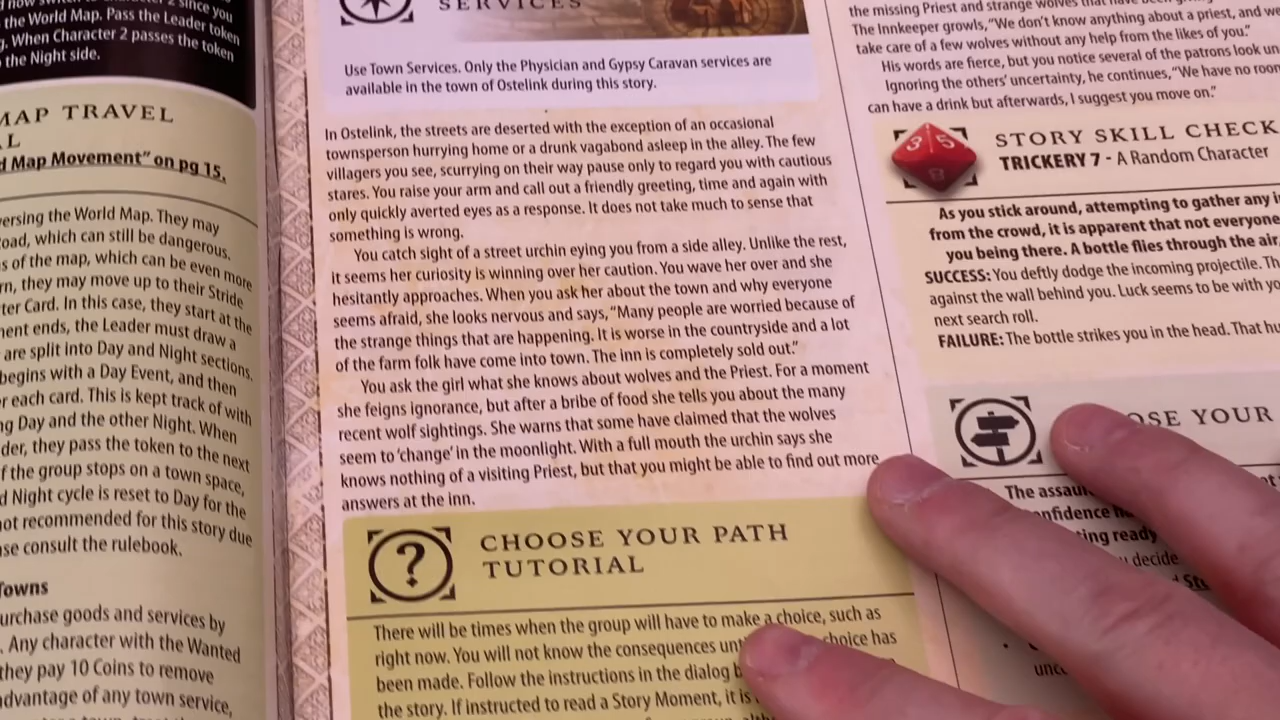 now switch to Character 2 since you
the World Map. Pass the Leader token
g. When Character 2 passes the token
the Night side.
MAP TRAVEL
Map Movement" on pg 15.
versing the World Map. They may
oad, which can still be dangerous,
s of the map, which can be even more
rn, they may move up to their Stride
ter Card. In this case, they start at the
ment ends, the Leader must draw a
are split into Day and Night sections,
begins with a Day Event, and then
r each card. This is kept track of with
ng Day and the other Night. When
der, they pass the token to the next
f the group stops on a town space,
d Night cycle is reset to Day for the
not recommended for this story due
se consult the rulebook.
Towns
urchase goods and services by
. Any character with the Wanted
they pay 10 Coins to remove
advantage of any town service,
SERVICES
Use Town Services. Only the Physician and Gypsy Caravan services are
available in the town of Ostelink during this story.
In Ostelink, the streets are deserted with the exception of an occasional
townsperson hurrying home or a drunk vagabond asleep in the alley. The few
villagers you see, scurrying on their way pause only to regard you with cautious
stares. You raise your arm and call out a friendly greeting, time and again with
only quickly averted eyes as a response. It does not take much to sense that
something is wrong.
You catch sight of a street urchin eying you from a side alley. Unlike the rest,
it seems her curiosity is winning over her caution. You wave her over and she
hesitantly approaches. When you ask her about the town and why everyone
seems afraid, she looks nervous and says, "Many people are worried because of
the strange things that are happening. It is worse in the countryside and a lot
of the farm folk have come into town. The inn is completely sold out."
You ask the girl what she knows about wolves and the Priest. For a moment
she feigns ignorance, but after a bribe of food she tells you about the many
recent wolf sightings. She warns that some have claimed that the wolves
seem to 'change' in the moonlight. With a full mouth the urchin says she
knows nothing of a visiting Priest, but that you might be able to find out more
answers at the inn.
?
CHOOSE YOUR PATH
TUTORIAL
There will be times when the group will have to make a choice, such as
right now. You will not know the consequences choice has
been made. Follow the instructions in the dialog
the story. If instructed to read a Story Moment, it is
the missing Priest and strange wolves that have
The Innkeeper growls, "We don't know anything about a priest, and we
take care of a few wolves without any help from the likes of you."
His words are fierce, but you notice several of the patrons look
Ignoring the others' uncertainty, he continues, "We have no room
can have a drink but afterwards, I suggest you move on."
3 5
8
STORY SKILL CHECK
TRICKERY 7 - A Random Character
As you stick around, attempting to gather any
from the crowd, it is apparent that not everyone
you being there. A bottle flies through the air
SUCCESS: You deftly dodge the incoming projectile.
against the wall behind you. Luck seems to be with
next search roll.
FAILURE: The bottle strikes you in the head. That
OSE YOUR
The
ting ready
decide